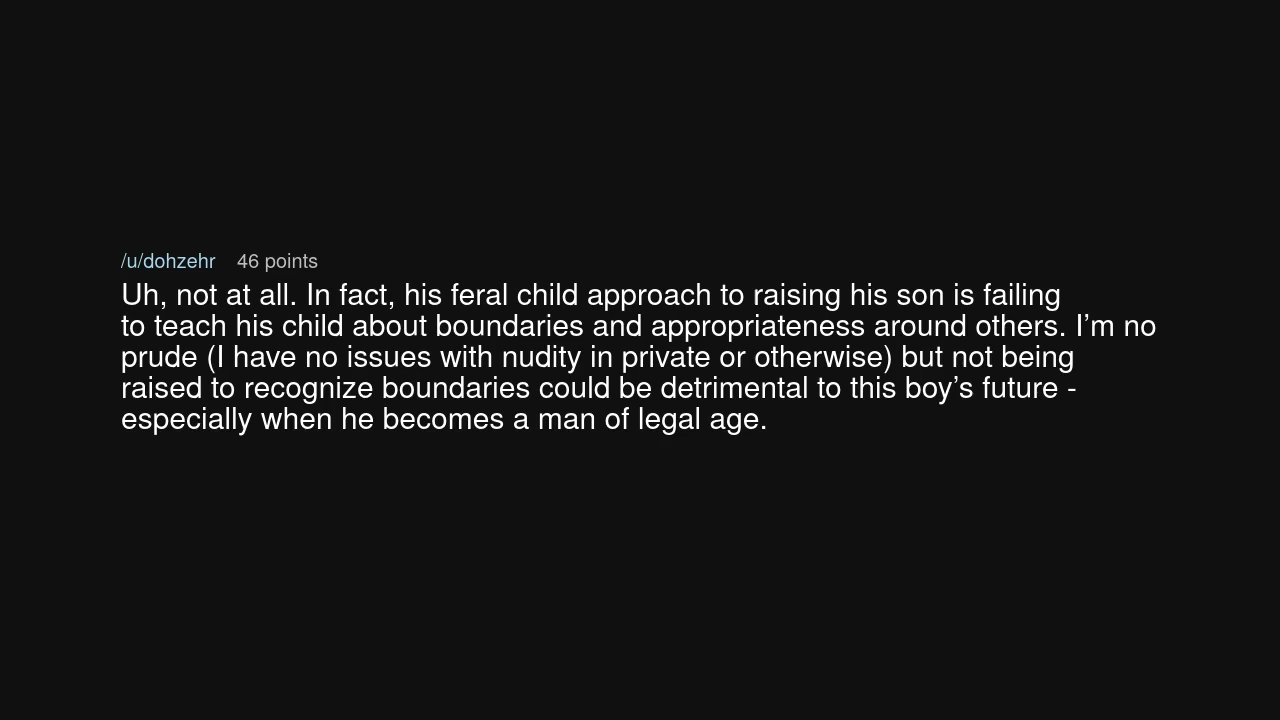 /u/dohzehr 46 points
Uh, not at all. In fact, his feral child approach to raising his son is failing
to teach his child about boundaries and appropriateness around others. I’m no
prude (I have no issues with nudity in private or otherwise) but not being
raised to recognize boundaries could be detrimental to this boy’s future -
especially when he becomes a man of legal age.